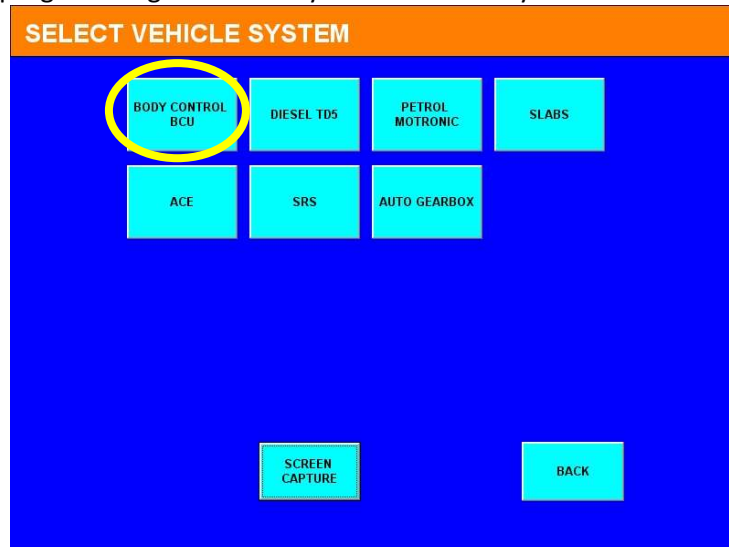 SELECT VEHICLE SYSTEM
BODY CONTROL
BCU
DIESEL TD5
PETROL
MOTRONIC
SLABS
ACE
SRS
AUTO GEARBOX
SCREEN
CAPTURE
BACK